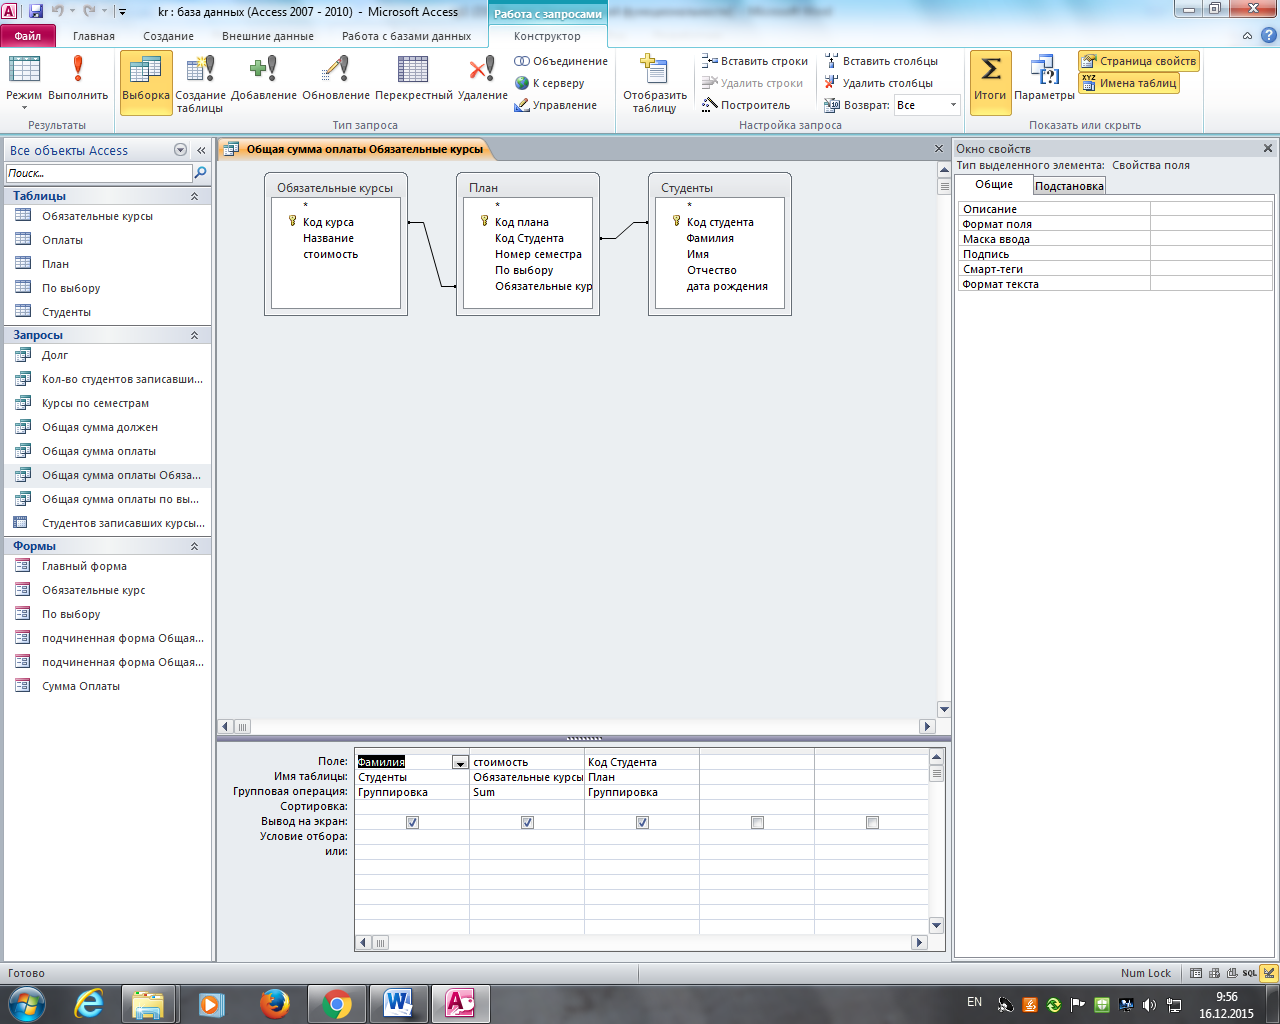 kr : база данных (Access 2007 - 2010) - Microsoft Access
Работа с запросами
Файл
Главная
Создание
Внешние данные
Работа с базами данных
Конструктор
Режим
Выполнить
Результаты
Выборка
Создание таблицы
Добавление
Обновление
Перекрестный
Удаление
Объединение
К серверу
Управление
Тип запроса
Отобразить таблицу
Вставить строки
Удалить строки
Построитель
Вставить столбцы
Удалить столбцы
Возврат: Все
Настройка запроса
Итоги
Параметры
Страница свойств
Имена таблиц
Показать или скрыть
Все объекты Access
Поиск...
Таблицы
Обязательные курсы
Оплаты
План
По выбору
Студенты
Запросы
Долг
Кол-во студентов записавши...
Курсы по семестрам
Общая сумма должен
Общая сумма оплаты
Общая сумма оплаты Обяза...
Общая сумма оплаты по вы...
Студентов записавших курсы...
Формы
Главный форма
Обязательные курс
По выбору
подчиненная форма Общая...
подчиненная форма Общая...
Сумма Оплаты
Общая сумма оплаты Обязательные курсы
Обязательные курсы
*
Код курса
Название
стоимость
План
*
Код плана
Код Студента
Номер семестра
По выбору
Обязательные кур
Студенты
*
Код студента
Фамилия
Имя
Отчество
дата рождения
Поле: Фамилия стоимость Код Студента
Имя таблицы: Студенты Обязательные курсы План
Групповая операция: Группировка Sum Группировка
Сортировка:
Вывод на экран:
Условие отбора:
или:
Окно свойств
Тип выделенного элемента: Свойства поля
Общие
Подстановка
Описание
Формат поля
Маска ввода
Подпись
Смарт-теги
Формат текста
Готово
Num Lock
SQL
EN
9:56
16.12.2015